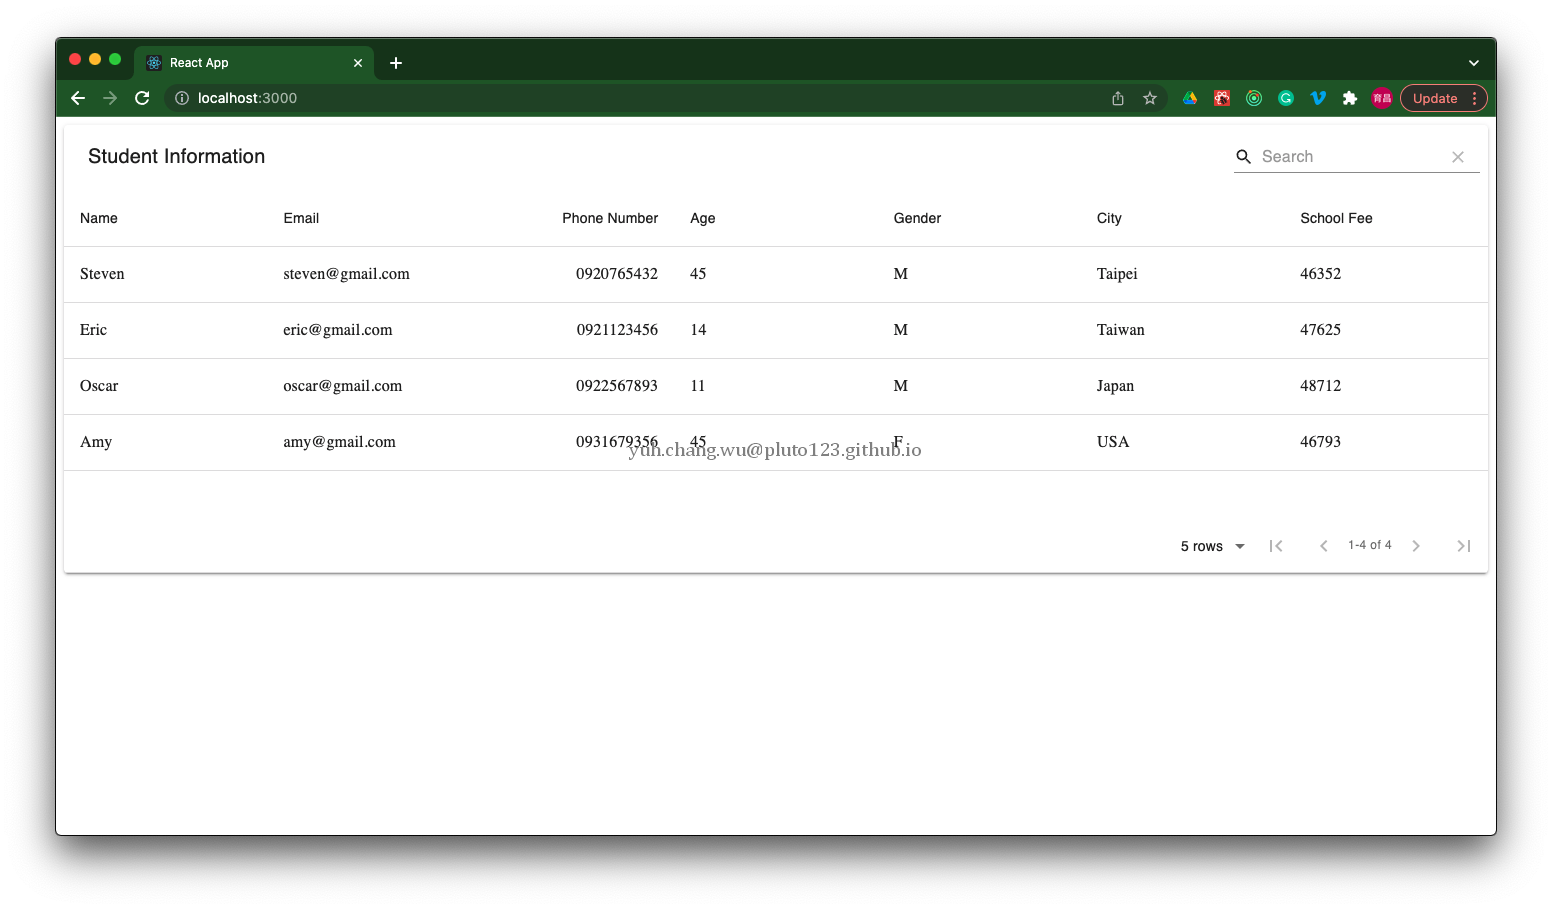 React App
localhost:3000
育昌
Update
Student Information
Search
Name Email Phone Number Age Gender City School Fee
Steven steven@gmail.com 0920765432 45 M Taipei 46352
Eric eric@gmail.com 0921123456 14 M Taiwan 47625
Oscar oscar@gmail.com 0922567893 11 M Japan 48712
Amy amy@gmail.com 0931679356 45 F USA 46793
yuh.chang.wu@pluto123.github.io
5 rows 1-4 of 4